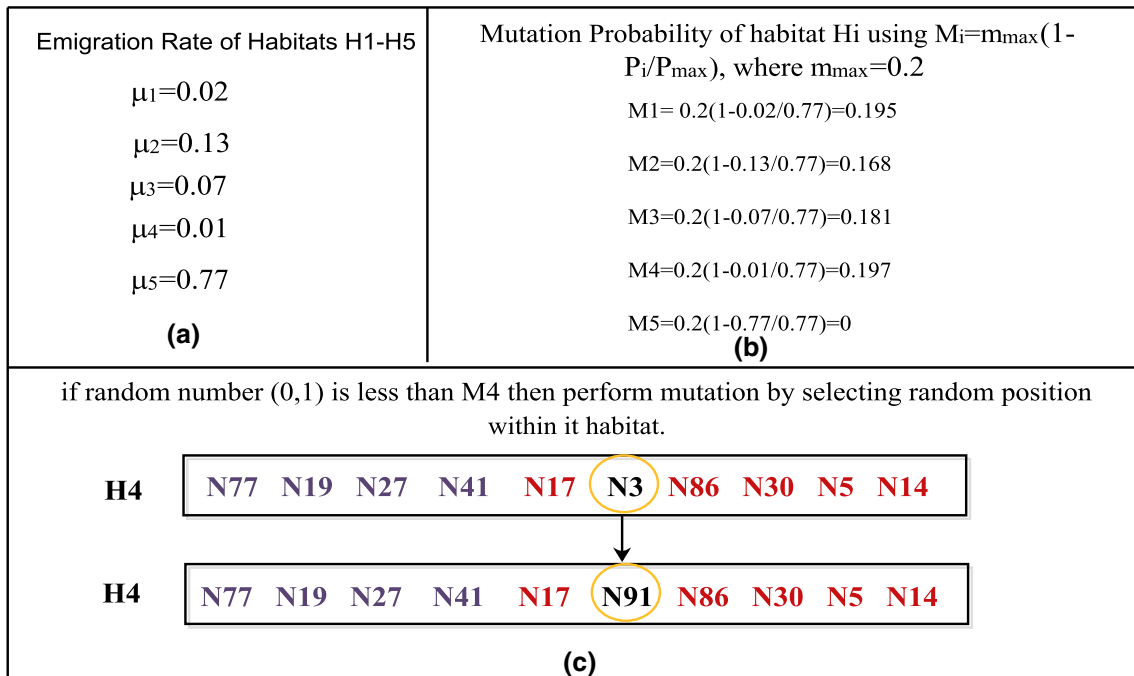 Emigration Rate of Habitats H1-H5
μ1=0.02
μ2=0.13
μ3=0.07
μ4=0.01
μ5=0.77
(a)
Mutation Probability of habitat Hi using Mi=mmax(1-
Pi/Pmax), where mmax=0.2
M1= 0.2(1-0.02/0.77)=0.195
M2=0.2(1-0.13/0.77)=0.168
M3=0.2(1-0.07/0.77)=0.181
M4=0.2(1-0.01/0.77)=0.197
M5=0.2(1-0.77/0.77)=0
(b)
if random number (0,1) is less than M4 then perform mutation by selecting random position
within it habitat.
H4 N77 N19 N27 N41 N17 N3 N86 N30 N5 N14
H4 N77 N19 N27 N41 N17 N91 N86 N30 N5 N14
(c)